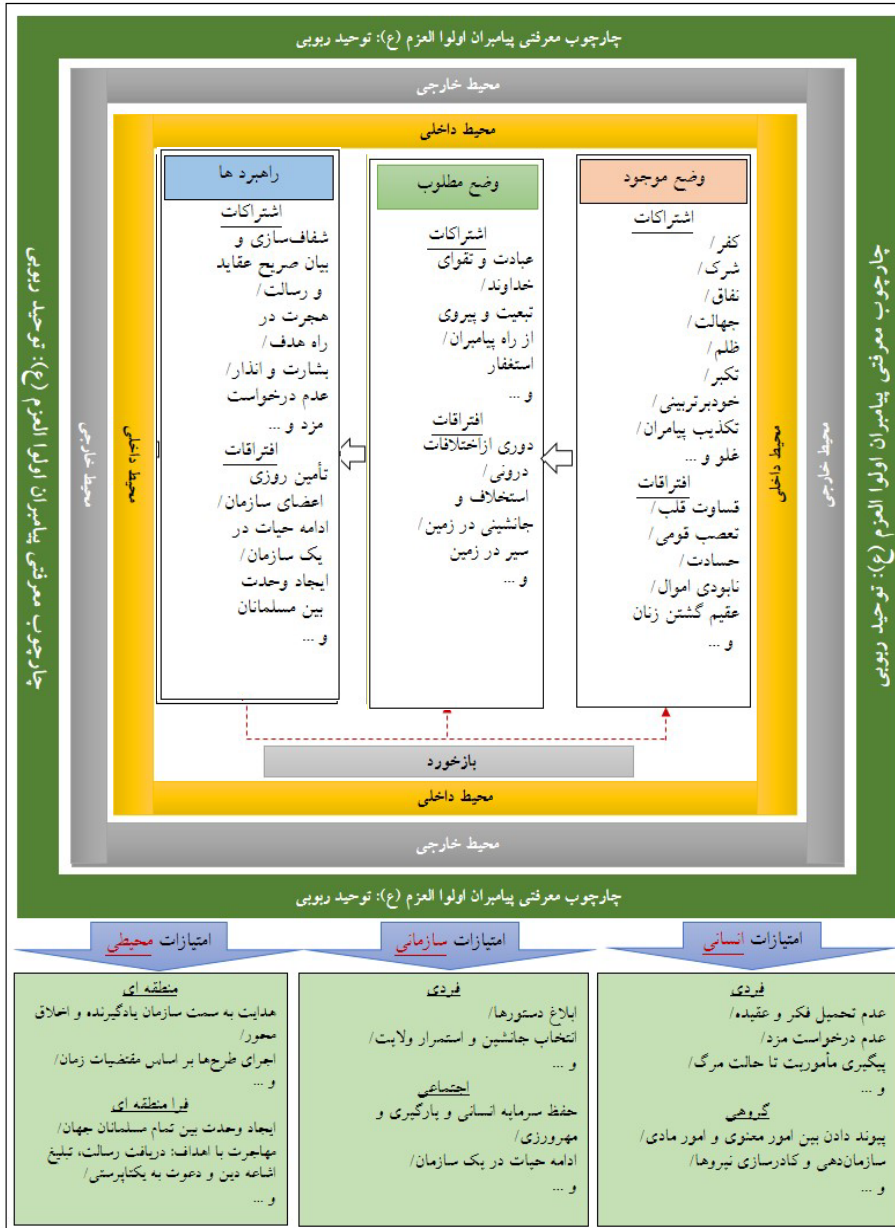 چارچوب معرفتی پیامبران اولوا العزم (ع): توحید ربوبی
محیط خارجی
محیط داخلی
چارچوب معرفتی پیامبران اولوا العزم (ع): توحید ربوبی
محیط خارجی
محیط داخلی
وضع موجود
اشتراکات
کفر/
شرک/
نفاق/
جهالت/
ظلم/
تکبر/
خودبرتربینی/
تکذیب پیامران/
غلو و ...
افتراقات
قساوت قلب/
تعصب قومی/
حسادت/
نابودی اموال/
عقیم گشتن زنان
و ...
وضع مطلوب
اشتراکات
عبادت و تقوای
خداوند/
تبعیت و پیروی
از راه پیامبران/
استغفار
و ...
افتراقات
دوری ازاختلافات
درونی/
استخلاف و
جانشینی در زمین/
سیر در زمین
و ...
راهبرد ها
اشتراکات
شفاف‌سازی و
بیان صریح عقاید
و رسالت/
هجرت در
راه هدف/
بشارت و انذار/
عدم درخواست
مزد و ...
افتراقات
تأمین روزی
اعضای سازمان/
ادامه حیات در
یک سازمان/
ایجاد وحدت
بین مسلمانان
و ...
محیط داخلی
محیط خارجی
چارچوب معرفتی پیامبران اولوا العزم (ع): توحید ربوبی
بازخورد
محیط داخلی
محیط خارجی
چارچوب معرفتی پیامبران اولوا العزم (ع): توحید ربوبی
امتیازات انسانی
فردی
عدم تحمیل فکر و عقیده/
عدم درخواست مزد/
پیگیری مأموریت تا حالت مرگ/
و ...
گروهی
پیوند دادن بین امور معنوی و امور مادی/
سازمان‌دهی و کادرسازی نیروها/
و ...
امتیازات سازمانی
فردی
ابلاغ دستورها/
انتخاب جانشین و استمرار ولایت/
و ...
اجتماعی
حفظ سرمایه انسانی و یارگیری و
مهرورزی/
ادامه حیات در یک سازمان/
و ...
امتیازات محیطی
منطقه ای
هدایت به سمت سازمان یادگیرنده و اخلاق
محور/
اجرای طرح‌ها بر اساس مقتضیات زمان/
و ...
فرا منطقه ای
ایجاد وحدت بین تمام مسلمانان جهان/
مهاجرت با اهداف: دریافت رسالت، تبلیغ
اشاعه دین و دعوت به یکتاپرستی/
و ...